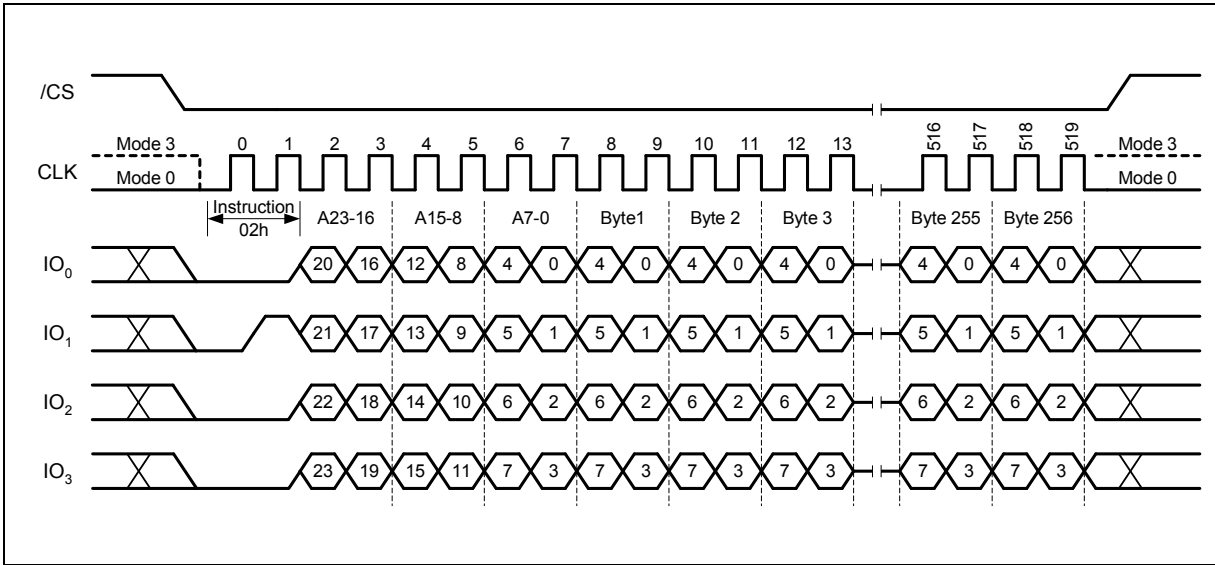 /CS
Mode 3 0 1 2 3 4 5 6 7 8 9 10 11 12 13 516 517 518 519 Mode 3
CLK
Mode 0 Mode 0
Instruction
02h
A23-16 A15-8 A7-0 Byte1 Byte 2 Byte 3 Byte 255 Byte 256
IO0 20 16 12 8 4 0 4 0 4 0 4 0 4 0 4 0
IO1 21 17 13 9 5 1 5 1 5 1 5 1 5 1 5 1
IO2 22 18 14 10 6 2 6 2 6 2 6 2 6 2 6 2
IO3 23 19 15 11 7 3 7 3 7 3 7 3 7 3 7 3